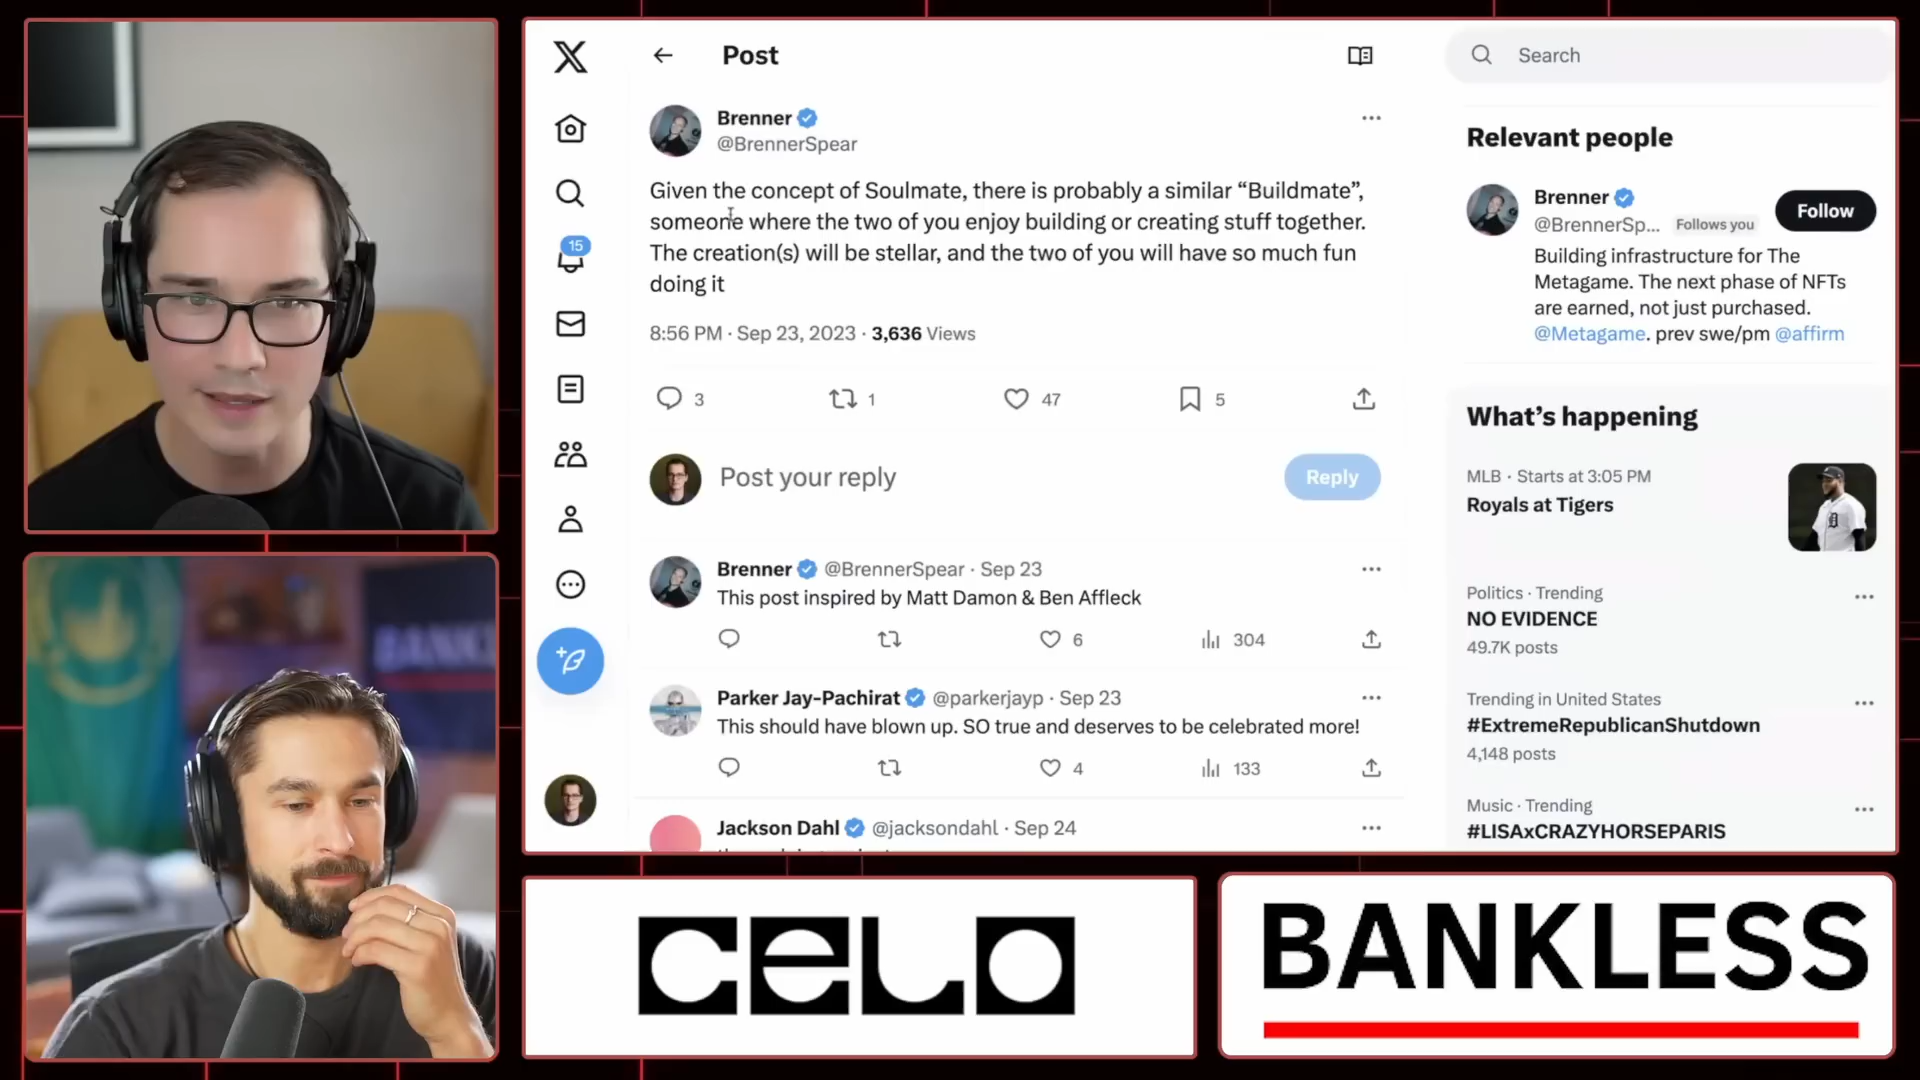 Post
Search
Brenner
@BrennerSpear
Given the concept of Soulmate, there is probably a similar “Buildmate”,
someone where the two of you enjoy building or creating stuff together.
The creation(s) will be stellar, and the two of you will have so much fun
doing it
8:56 PM · Sep 23, 2023 · 3,636 Views
3
1
47
5
Post your reply
Reply
Brenner @BrennerSpear · Sep 23
This post inspired by Matt Damon & Ben Affleck
6
304
Parker Jay-Pachirat @parkerjayp · Sep 23
This should have blown up. SO true and deserves to be celebrated more!
4
133
Jackson Dahl @jacksondahl · Sep 24
15
Relevant people
Brenner
@BrennerSp... Follows you
Follow
Building infrastructure for The
Metagame. The next phase of NFTs
are earned, not just purchased.
@Metagame. prev swe/pm @affirm
What’s happening
MLB · Starts at 3:05 PM
Royals at Tigers
Politics · Trending
NO EVIDENCE
49.7K posts
Trending in United States
#ExtremeRepublicanShutdown
4,148 posts
Music · Trending
#LISAxCRAZYHORSEPARIS
CELO
BANKLESS